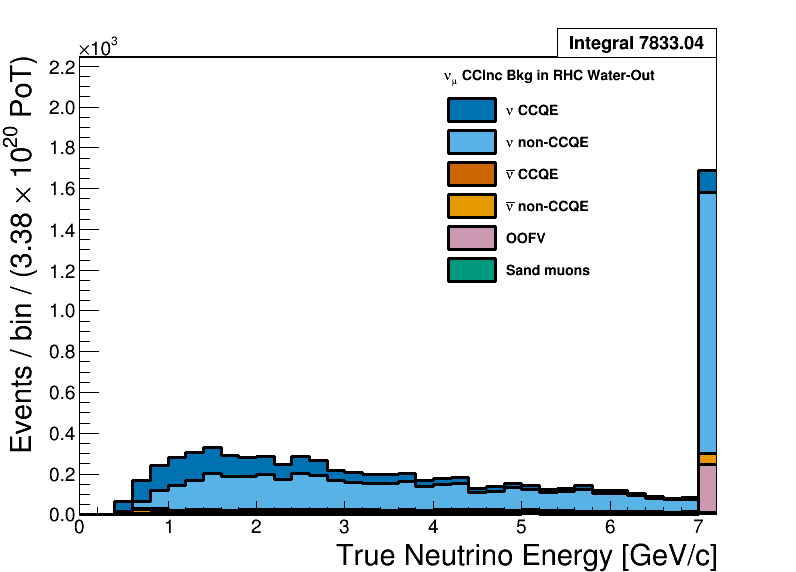 Integral 7833.04
×10³
ν_μ CCInc Bkg in RHC Water-Out
ν CCQE
ν non-CCQE
ν̅ CCQE
ν̅ non-CCQE
OOFV
Sand muons
2.2
2.0
1.8
1.6
1.4
1.2
1.0
0.8
0.6
0.4
0.2
0.0
0 1 2 3 4 5 6 7
Events / bin / (3.38 × 10²⁰ PoT)
True Neutrino Energy [GeV/c]